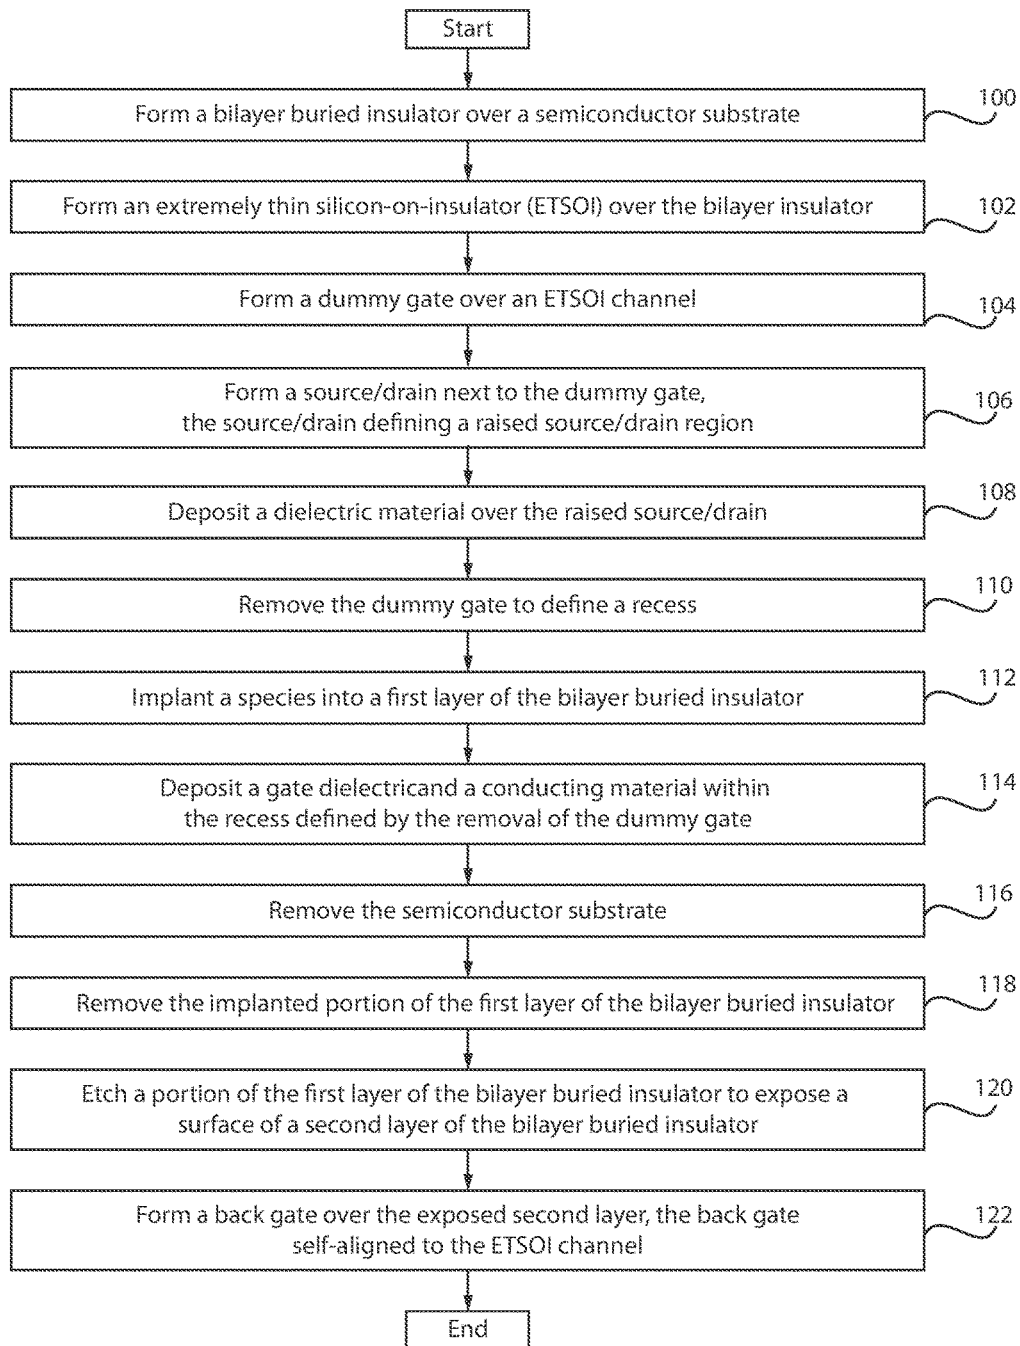 Start
Form a bilayer buried insulator over a semiconductor substrate
100
Form an extremely thin silicon-on-insulator (ETSOI) over the bilayer insulator
102
Form a dummy gate over an ETSOI channel
104
Form a source/drain next to the dummy gate,
the source/drain defining a raised source/drain region
106
Deposit a dielectric material over the raised source/drain
108
Remove the dummy gate to define a recess
110
Implant a species into a first layer of the bilayer buried insulator
112
Deposit a gate dielectricand a conducting material within
the recess defined by the removal of the dummy gate
114
Remove the semiconductor substrate
116
Remove the implanted portion of the first layer of the bilayer buried insulator
118
Etch a portion of the first layer of the bilayer buried insulator to expose a
surface of a second layer of the bilayer buried insulator
120
Form a back gate over the exposed second layer, the back gate
self-aligned to the ETSOI channel
122
End